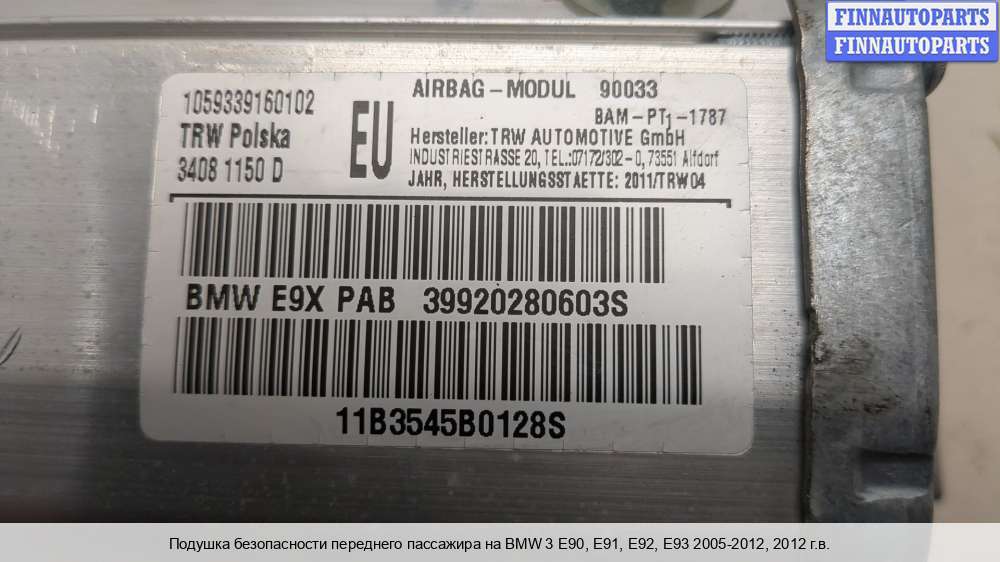 FINNAUTOPARTS
FINNAUTOPARTS
1059339160102
TRW Polska
3408 1150 D
EU
AIRBAG-MODUL 90033
BAM-PT1-1787
Hersteller: TRW AUTOMOTIVE GmbH
INDUSTRIESTRASSE 20, TEL.:07172/302-0, 73551 Alfdorf
JAHR, HERSTELLUNGSSTAETTE: 2011/TRW04
BMW E9X PAB 39920280603S
11B3545B0128S
Подушка безопасности переднего пассажира на BMW 3 E90, E91, E92, E93 2005-2012, 2012 г.в.